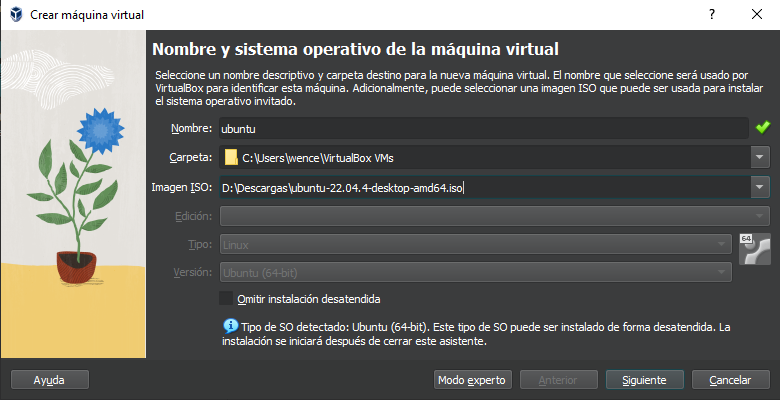 Crear máquina virtual
Nombre y sistema operativo de la máquina virtual
Seleccione un nombre descriptivo y carpeta destino para la nueva máquina virtual. El nombre que seleccione será usado por
VirtualBox para identificar esta máquina. Adicionalmente, puede seleccionar una imagen ISO que puede ser usada para instalar
el sistema operativo invitado.
Nombre: ubuntu
Carpeta: C:\Users\wence\VirtualBox VMs
Imagen ISO: D:\Descargas\ubuntu-22.04.4-desktop-amd64.iso
Edición:
Tipo: Linux
64
Versión: Ubuntu (64-bit)
Omitir instalación desatendida
Tipo de SO detectado: Ubuntu (64-bit). Este tipo de SO puede ser instalado de forma desatendida. La
instalación se iniciará después de cerrar este asistente.
Ayuda Modo experto Anterior Siguiente Cancelar